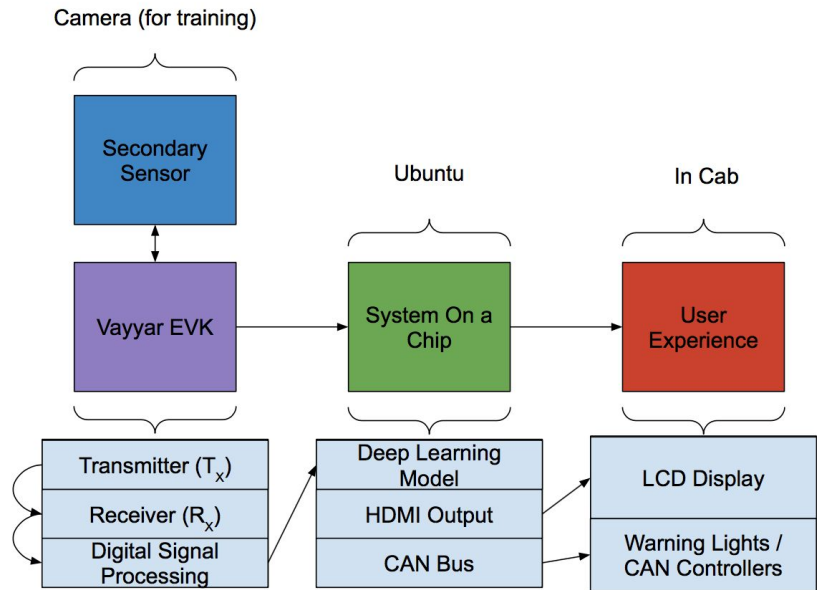 Camera (for training)
Secondary
Sensor
Ubuntu
In Cab
Vayyar EVK
System On a
Chip
User
Experience
Transmitter (Tx)
Receiver (Rx)
Digital Signal
Processing
Deep Learning
Model
HDMI Output
CAN Bus
LCD Display
Warning Lights /
CAN Controllers